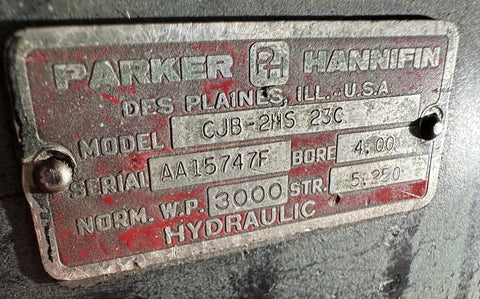 PARKER PH HANNIFIN
DES PLAINES, ILL., U.S.A
MODEL CJB-2HS 23C
SERIAL AA15747F BORE 4.00
NORM. W.P. 3000 STR. 5.250
HYDRAULIC